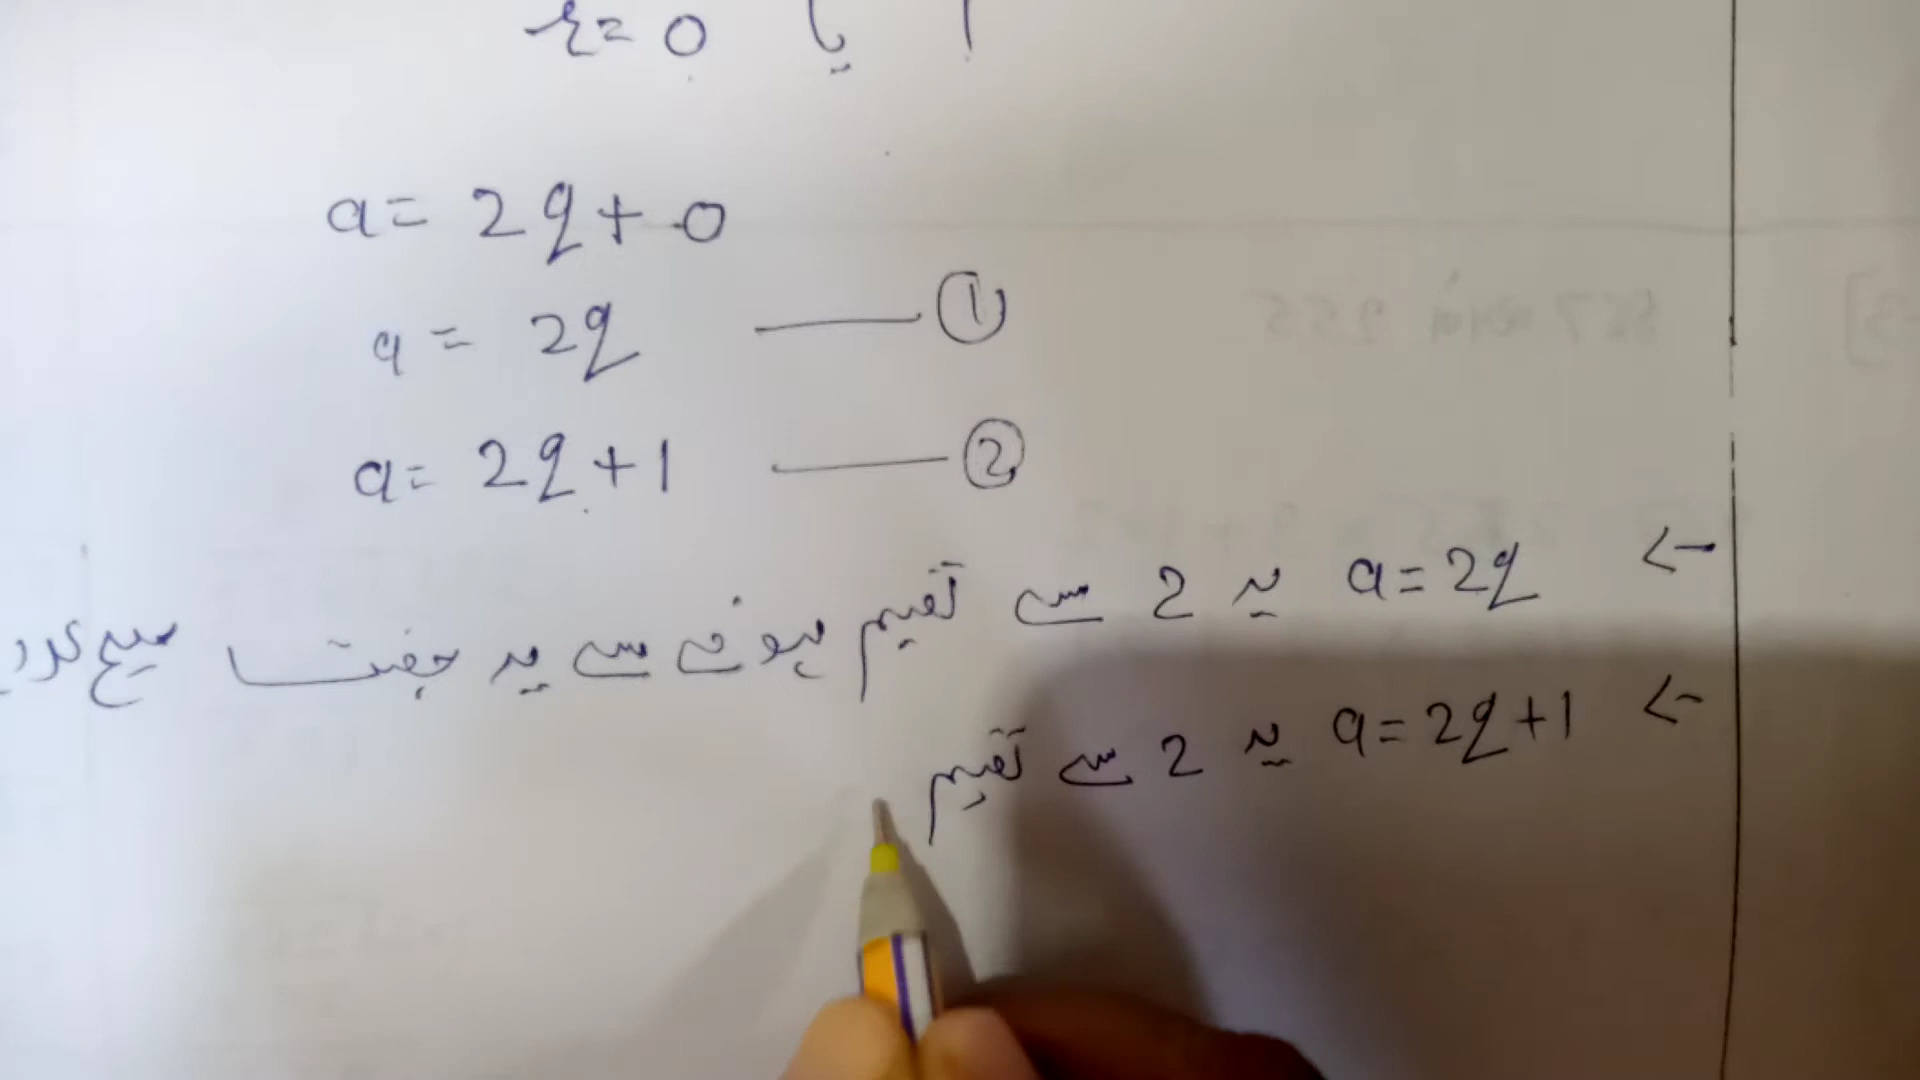 r = 0 یا 1
a = 2q + 0
a = 2q —— ①
a = 2q + 1 —— ②
← a = 2q یہ 2 سے تقسیم ہونے سے یہ جفت صحیح عدد
← a = 2q + 1 یہ 2 سے تقسیم